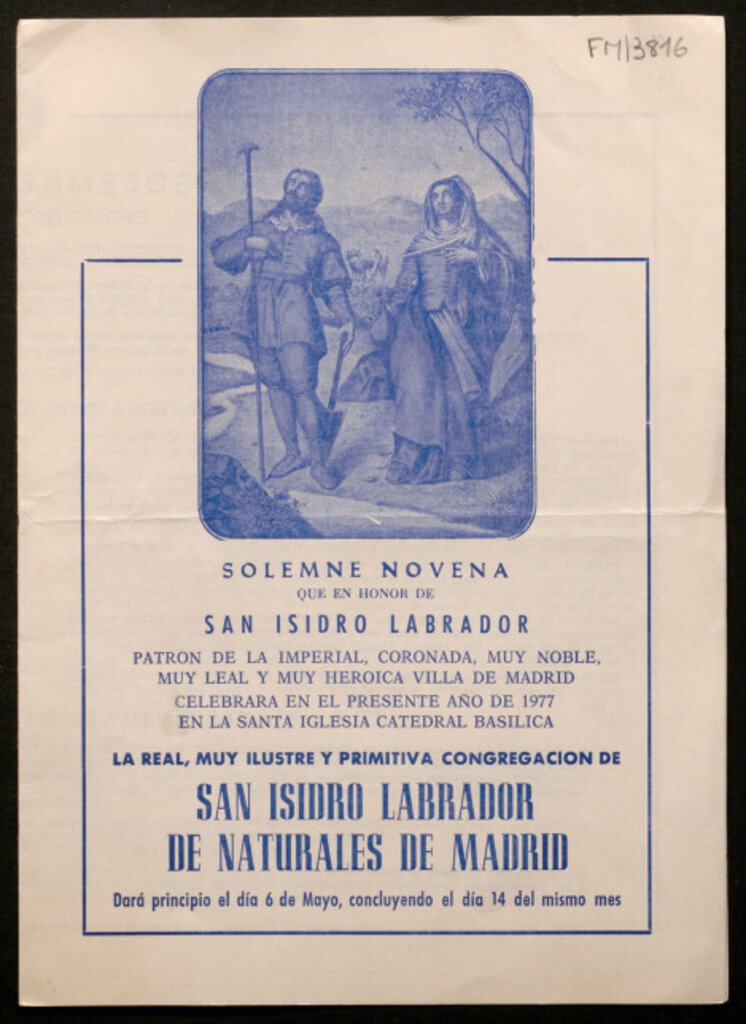 FM/3816
SOLEMNE NOVENA
QUE EN HONOR DE
SAN ISIDRO LABRADOR
PATRON DE LA IMPERIAL, CORONADA, MUY NOBLE,
MUY LEAL Y MUY HEROICA VILLA DE MADRID
CELEBRARA EN EL PRESENTE AÑO DE 1977
EN LA SANTA IGLESIA CATEDRAL BASILICA
LA REAL, MUY ILUSTRE Y PRIMITIVA CONGREGACION DE
SAN ISIDRO LABRADOR
DE NATURALES DE MADRID
Dará principio el día 6 de Mayo, concluyendo el día 14 del mismo mes